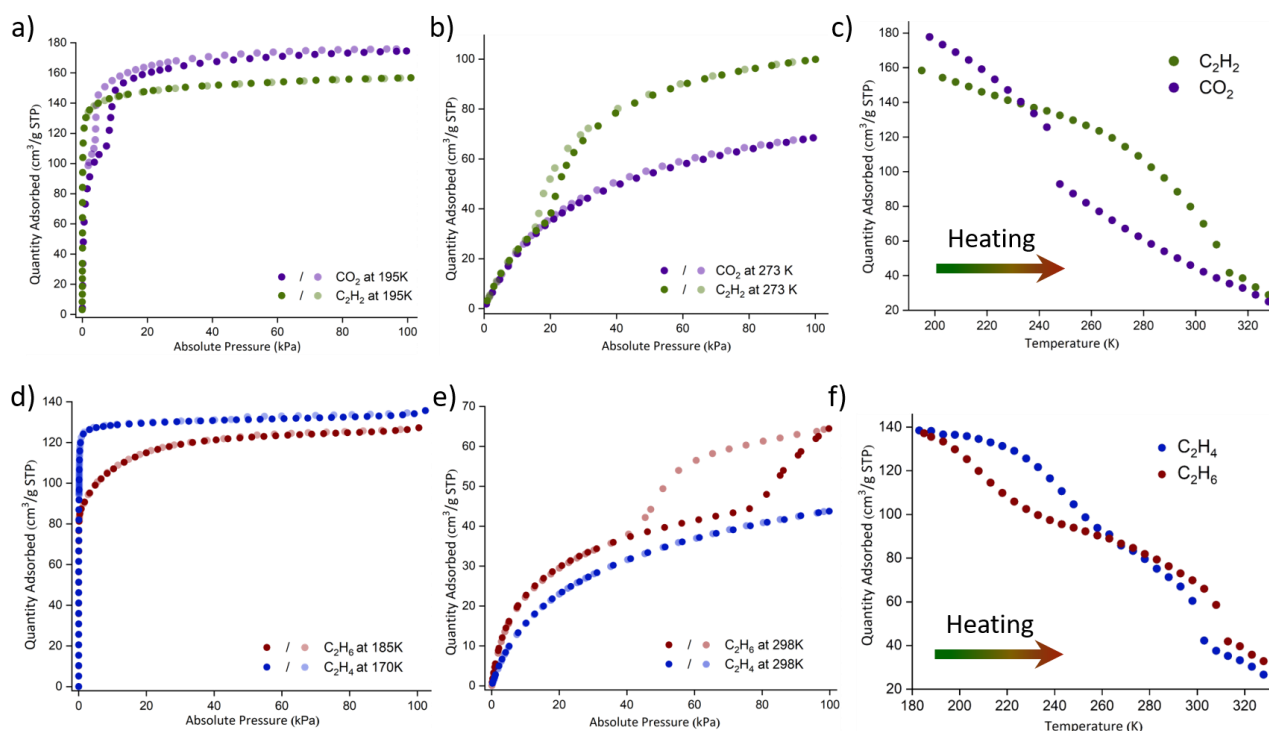 a)
180
160
140
120
100
80
60
40
20
0
Quantity Adsorbed (cm³/g STP)
/ CO₂ at 195K
/ C₂H₂ at 195K
0 20 40 60 80 100
Absolute Pressure (kPa)
b)
100
80
60
40
20
0
Quantity Adsorbed (cm³/g STP)
/ CO₂ at 273 K
/ C₂H₂ at 273 K
0 20 40 60 80 100
Absolute Pressure (kPa)
c)
180
160
140
120
100
80
60
40
20
Quantity Adsorbed (cm³/g STP)
C₂H₂
CO₂
Heating
200 220 240 260 280 300 320
Temperature (K)
d)
140
120
100
80
60
40
20
0
Quantity Adsorbed (cm³/g STP)
/ C₂H₆ at 185K
/ C₂H₄ at 170K
0 20 40 60 80 100
Absolute Pressure (kPa)
e)
70
60
50
40
30
20
10
0
Quantity Adsorbed (cm³/g STP)
/ C₂H₆ at 298K
/ C₂H₄ at 298K
0 20 40 60 80 100
Absolute Pressure (kPa)
f)
140
120
100
80
60
40
20
Quantity Adsorbed (cm³/g STP)
C₂H₄
C₂H₆
Heating
180 200 220 240 260 280 300 320
Temperature (K)